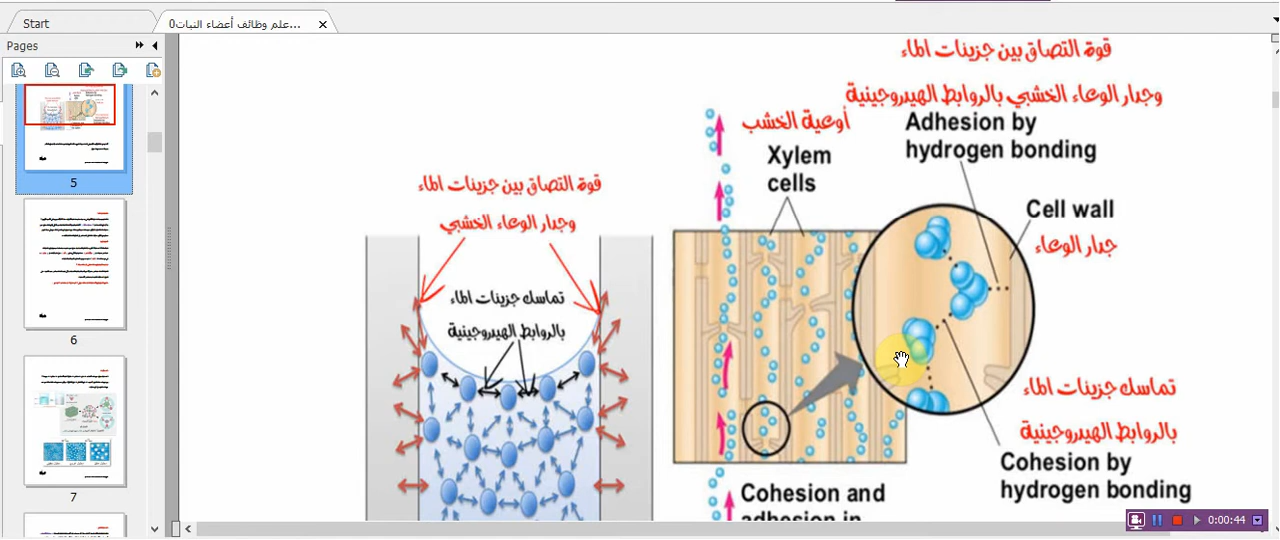 Start
علم وظائف أعضاء النبات0...
Pages
5
6
7
قوة التصاق بين جزيئات الماء
وجدار الوعاء الخشبي
تماسك جزيئات الماء
بالروابط الهيدروجينية
قوة التصاق بين جزيئات الماء
وجدار الوعاء الخشبي بالروابط الهيدروجينية
أوعية الخشب
Adhesion by
hydrogen bonding
Xylem
cells
Cell wall
جدار الوعاء
تماسك جزيئات الماء
بالروابط الهيدروجينية
Cohesion by
hydrogen bonding
Cohesion and
adhesion in
0:00:44